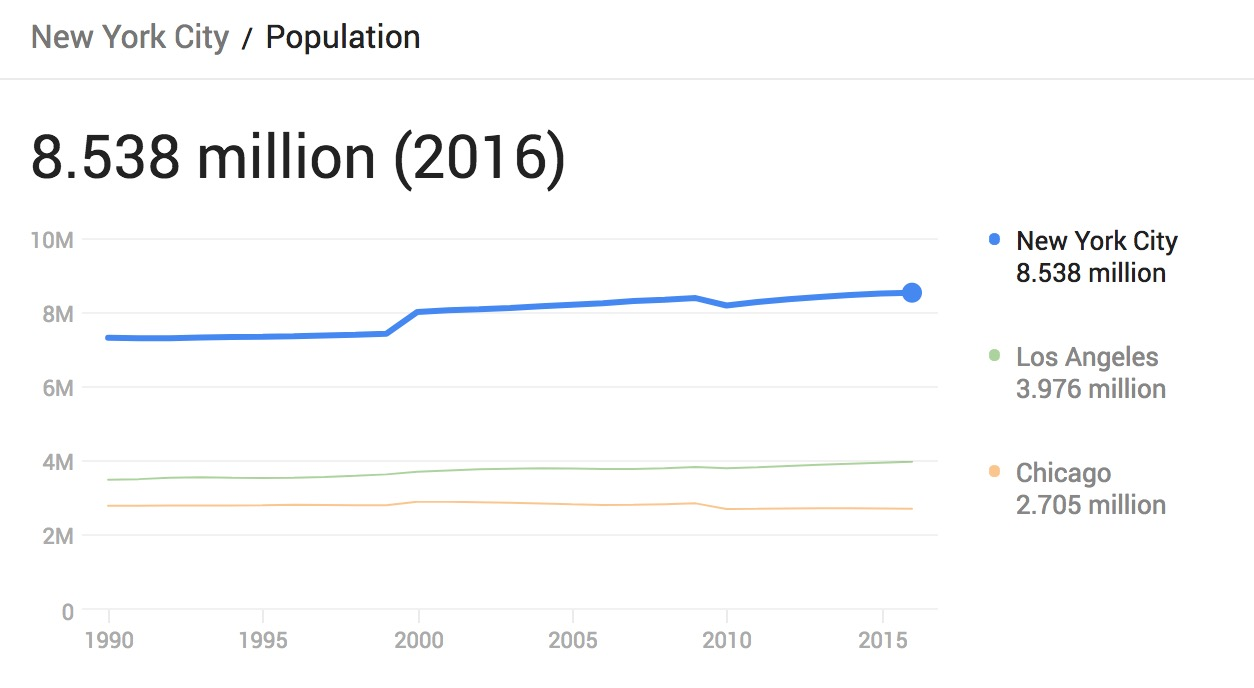 New York City / Population
8.538 million (2016)
10M
8M
6M
4M
2M
0
1990 1995 2000 2005 2010 2015
New York City
8.538 million
Los Angeles
3.976 million
Chicago
2.705 million